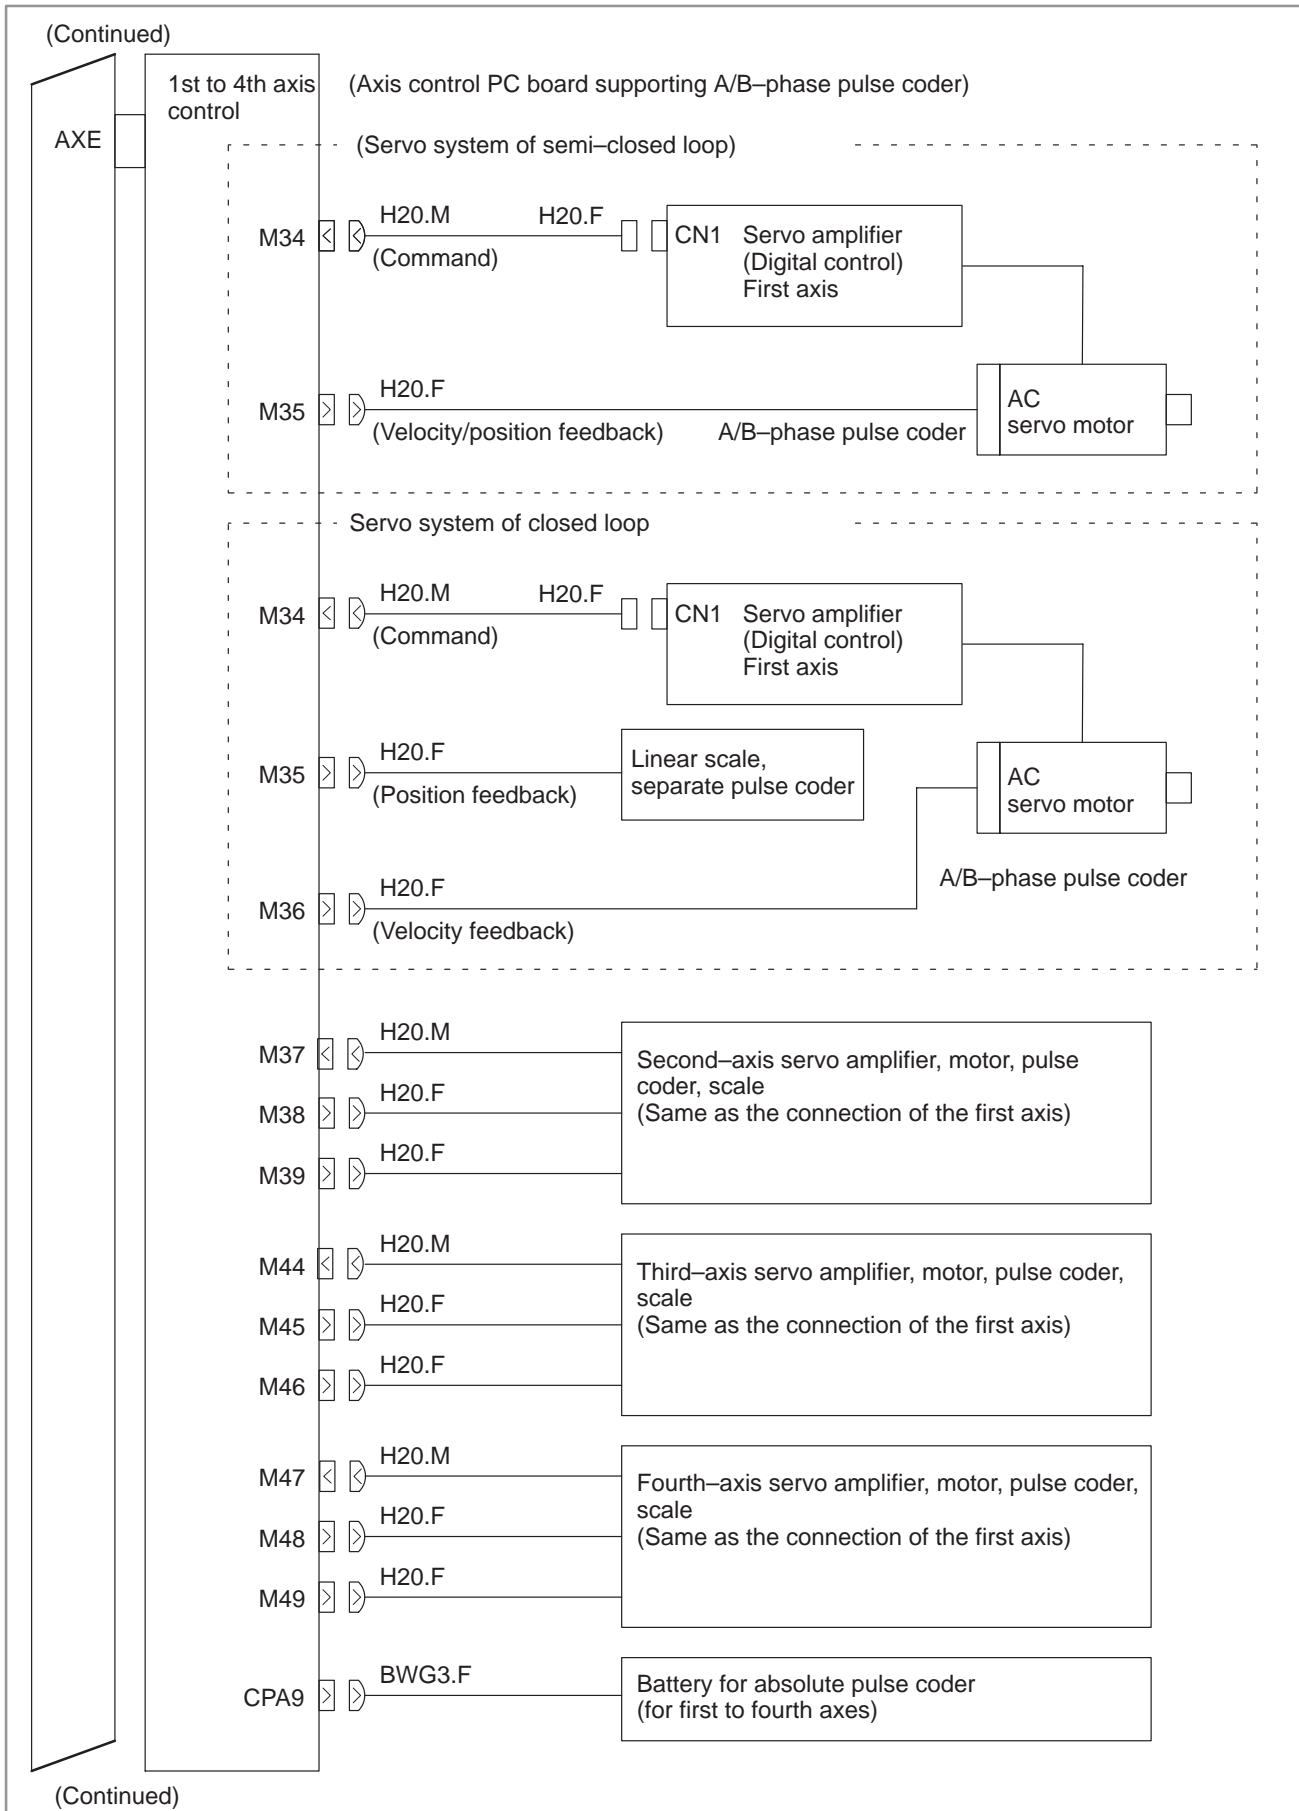 (Continued)
1st to 4th axis control
(Axis control PC board supporting A/B–phase pulse coder)
AXE
(Servo system of semi–closed loop)
M34
H20.M
H20.F
(Command)
CN1
Servo amplifier
(Digital control)
First axis
M35
H20.F
(Velocity/position feedback)
A/B–phase pulse coder
AC
servo motor
Servo system of closed loop
M34
H20.M
H20.F
(Command)
CN1
Servo amplifier
(Digital control)
First axis
M35
H20.F
(Position feedback)
Linear scale,
separate pulse coder
AC
servo motor
A/B–phase pulse coder
M36
H20.F
(Velocity feedback)
M37
H20.M
M38
H20.F
M39
H20.F
Second–axis servo amplifier, motor, pulse
coder, scale
(Same as the connection of the first axis)
M44
H20.M
M45
H20.F
M46
H20.F
Third–axis servo amplifier, motor, pulse coder,
scale
(Same as the connection of the first axis)
M47
H20.M
M48
H20.F
M49
H20.F
Fourth–axis servo amplifier, motor, pulse coder,
scale
(Same as the connection of the first axis)
CPA9
BWG3.F
Battery for absolute pulse coder
(for first to fourth axes)
(Continued)